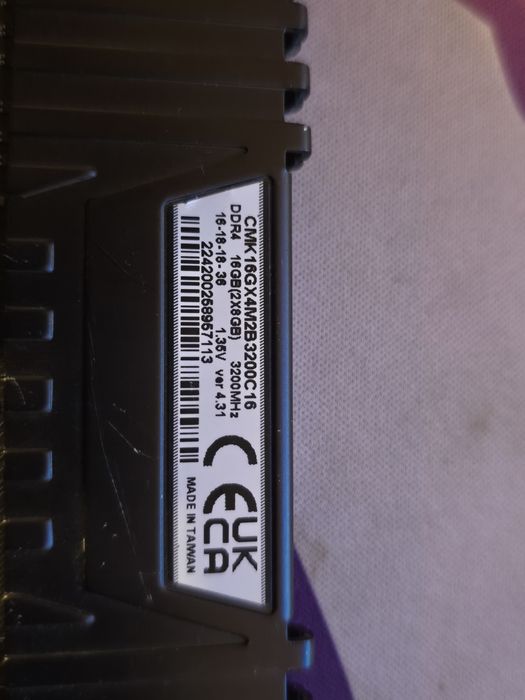 CMK16GX4M2B3200C16
DDR4 16GB(2X8GB) 3200MHz
16-18-18-36 1.35V ver 4.31
224200258957113
CE
UK
CA
MADE IN TAIWAN